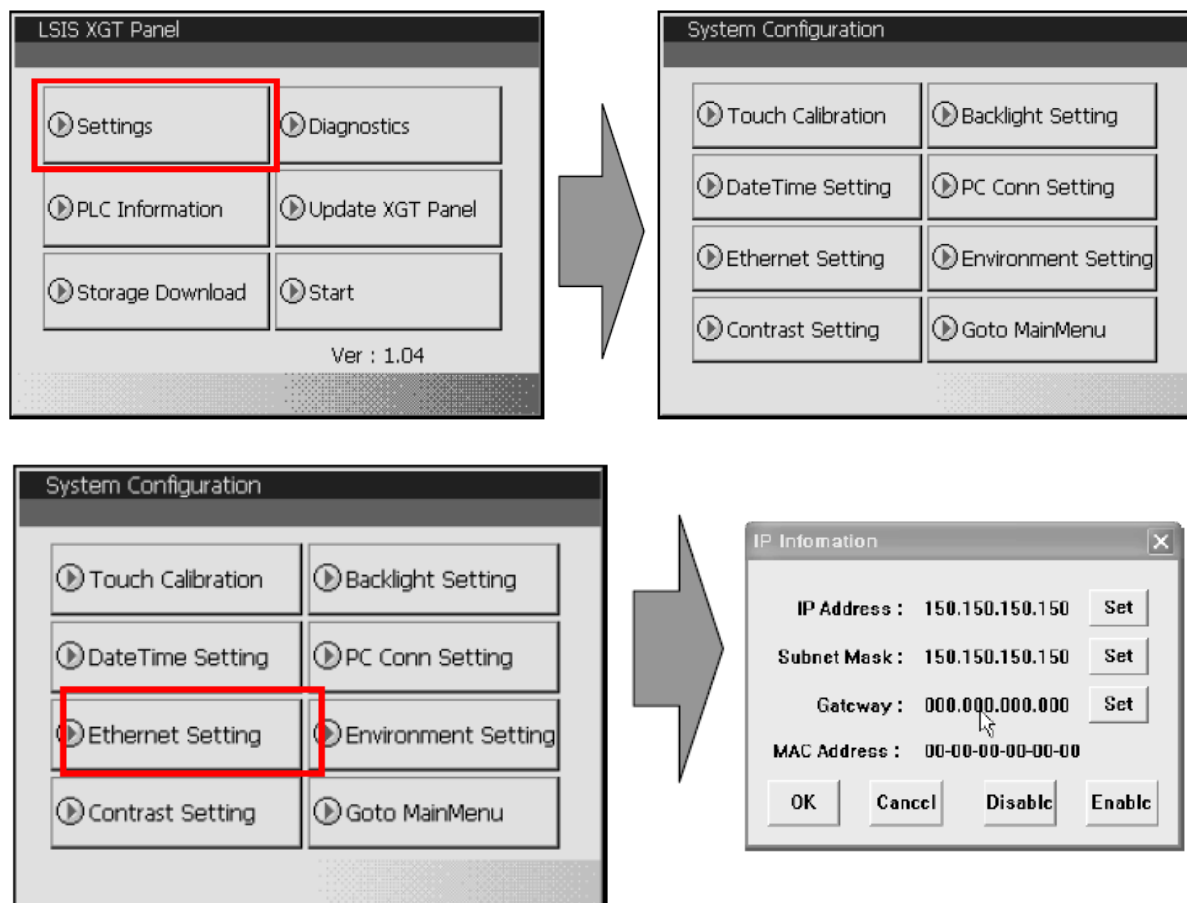 LSIS XGT Panel
Settings
Diagnostics
PLC Information
Update XGT Panel
Storage Download
Start
Ver : 1.04
System Configuration
Touch Calibration
Backlight Setting
DateTime Setting
PC Conn Setting
Ethernet Setting
Environment Setting
Contrast Setting
Goto MainMenu
System Configuration
Touch Calibration
Backlight Setting
DateTime Setting
PC Conn Setting
Ethernet Setting
Environment Setting
Contrast Setting
Goto MainMenu
IP Infomation
IP Address : 150.150.150.150 Set
Subnet Mask : 150.150.150.150 Set
Gateway : 000.000.000.000 Set
MAC Address : 00-00-00-00-00-00
OK Cancel Disable Enable